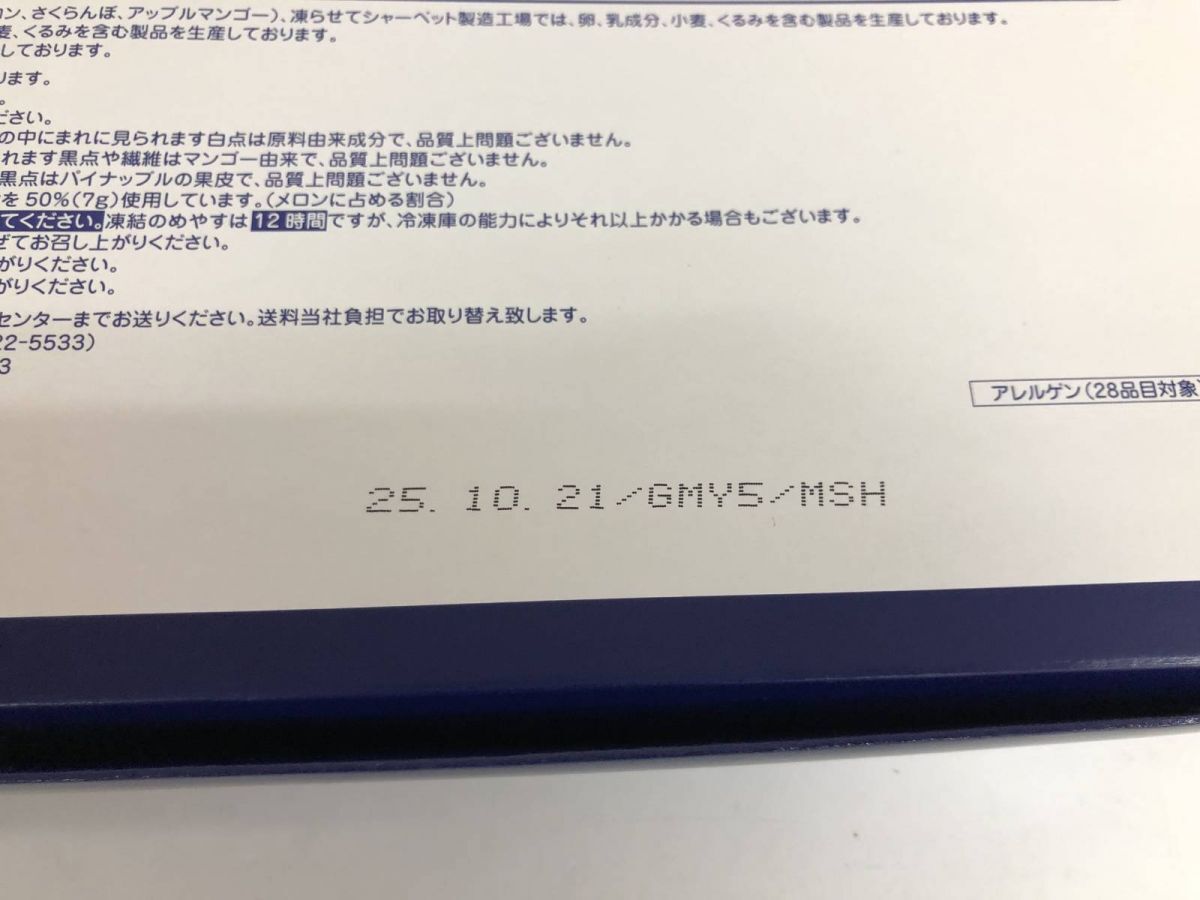 ン、さくらんぼ、アップルマンゴー)、凍らせてシャーベット製造工場では、卵、乳成分、小麦、くるみを含む製品を生産しております。
麦、くるみを含む製品を生産しております。
しております。
ります。
。
ださい。
の中にまれに見られます白点は原料由来成分で、品質上問題ございません。
れます黒点や繊維はマンゴー由来で、品質上問題ございません。
黒点はパイナップルの果皮で、品質上問題ございません。
を50%(7g)使用しています。(メロンに占める割合)
てください。凍結のめやすは12時間ですが、冷凍庫の能力によりそれ以上かかる場合もございます。
ぜてお召し上がりください。
がりください。
がりください。
センターまでお送りください。送料当社負担でお取り替え致します。
22-5533)
3
アレルゲン(28品目対象)
25. 10. 21/GMY5/MSH